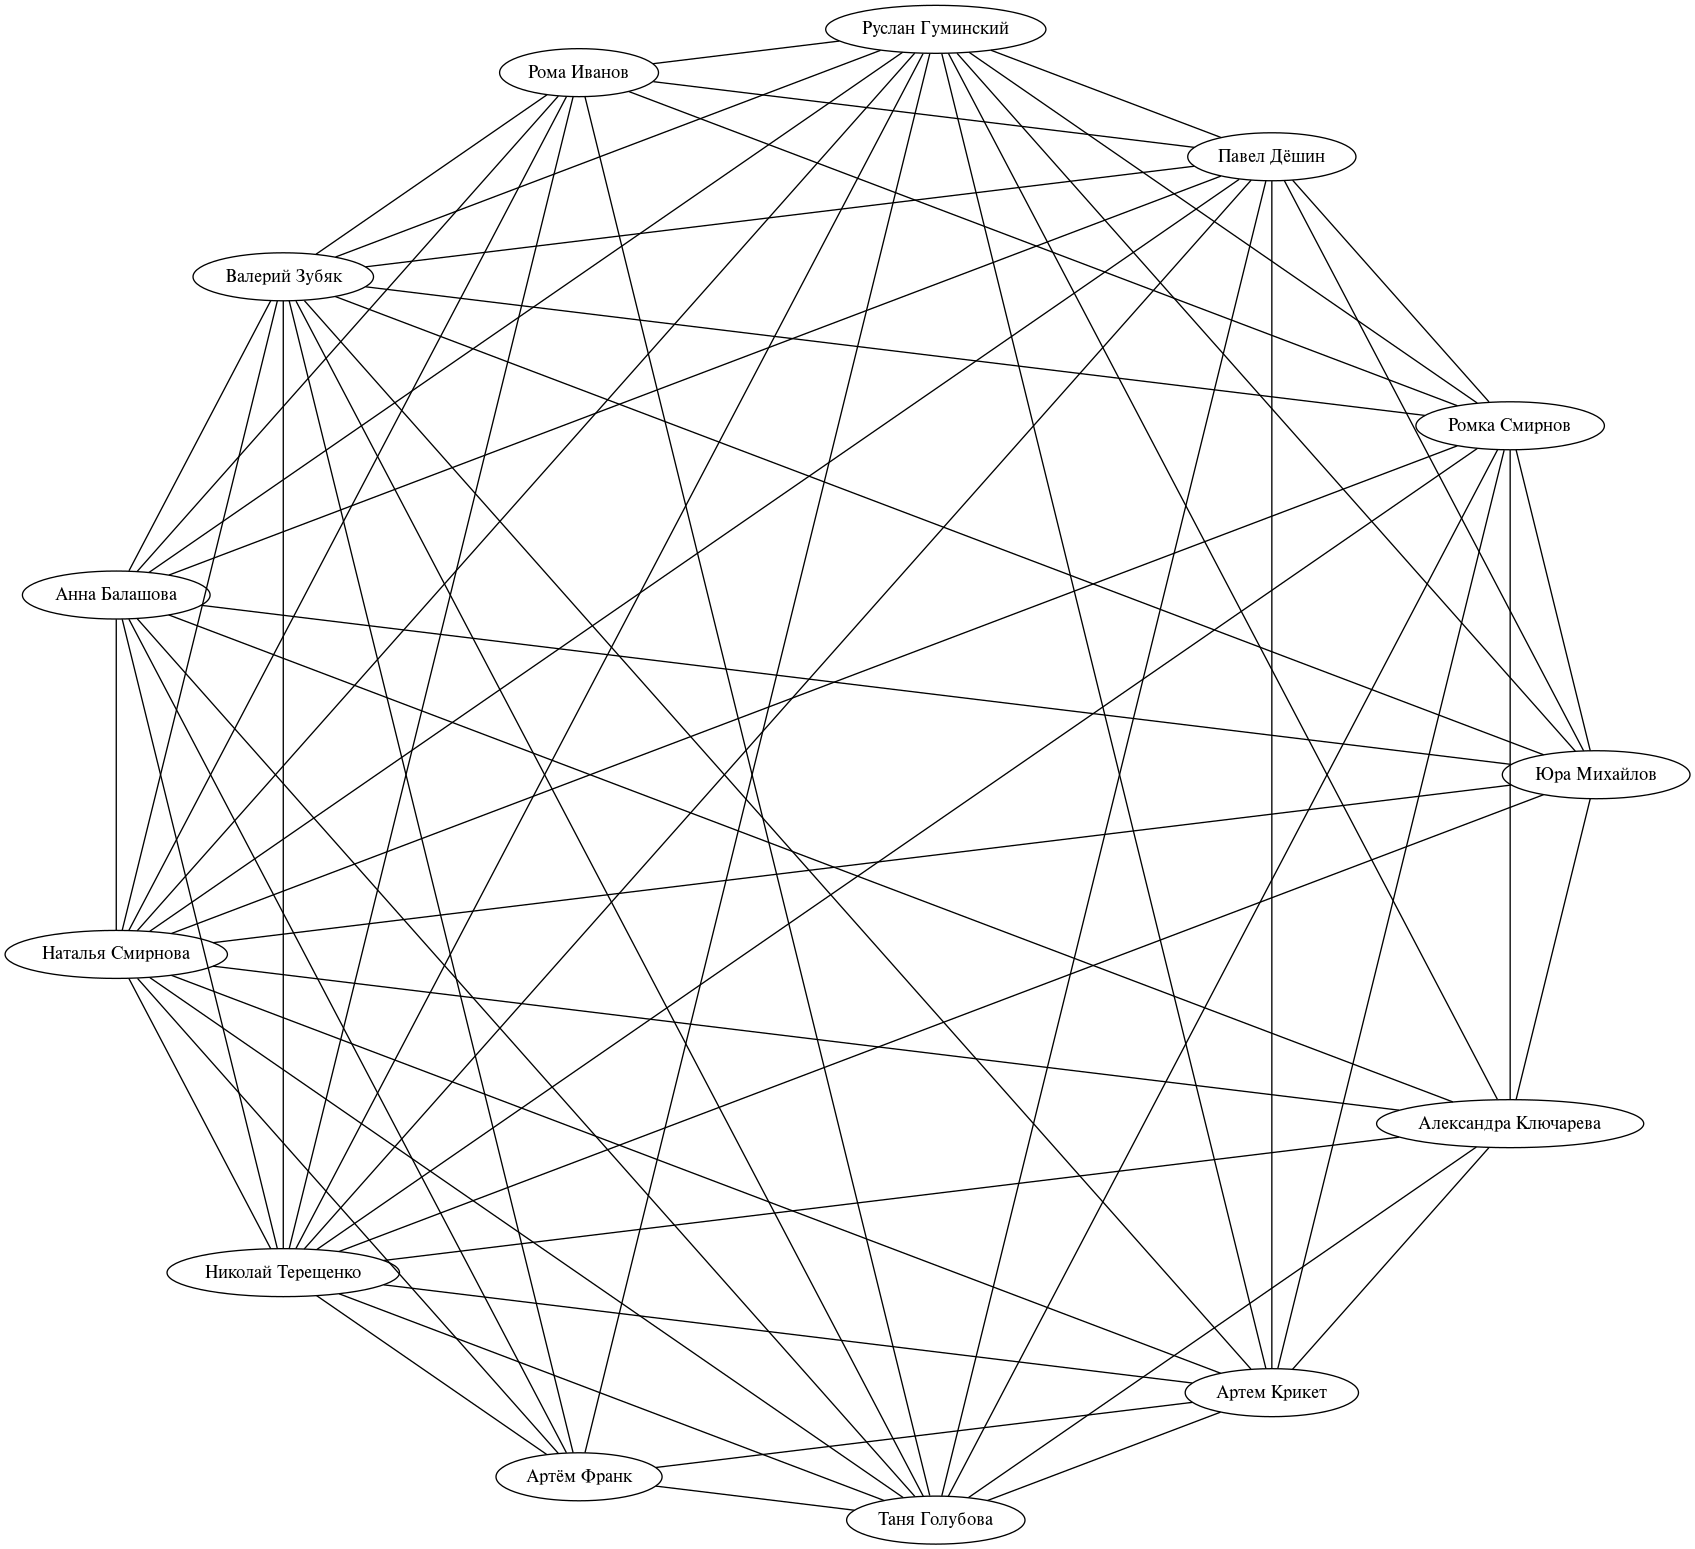 Руслан Гуминский
Рома Иванов
Павел Дёшин
Валерий Зубяк
Ромка Смирнов
Анна Балашова
Юра Михайлов
Наталья Смирнова
Александра Ключарева
Николай Терещенко
Артем Крикет
Артём Франк
Таня Голубова